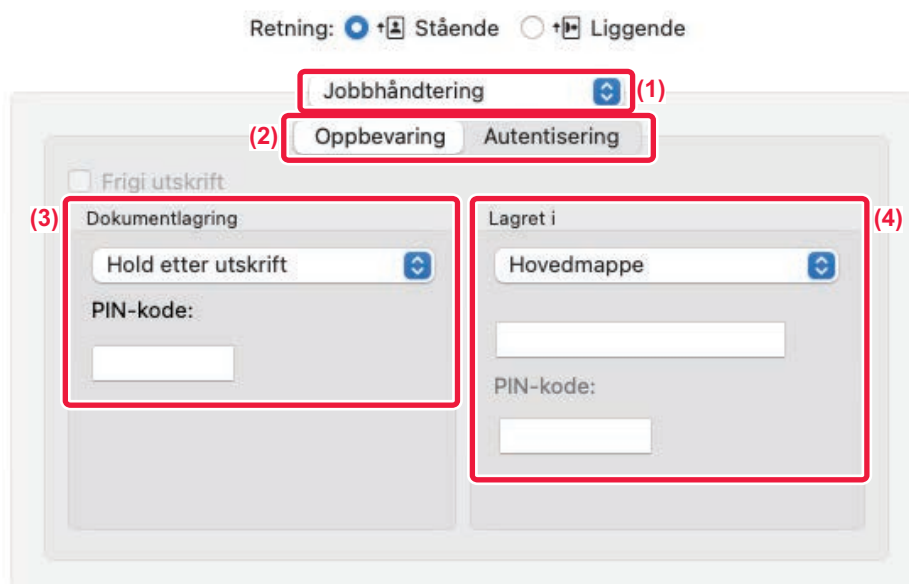 Retning: Stående Liggende
Jobbhåndtering (1)
(2) Oppbevaring Autentisering
Frigi utskrift
(3) Dokumentlagring Lagret i (4)
Hold etter utskrift Hovedmappe
PIN-kode:
PIN-kode: